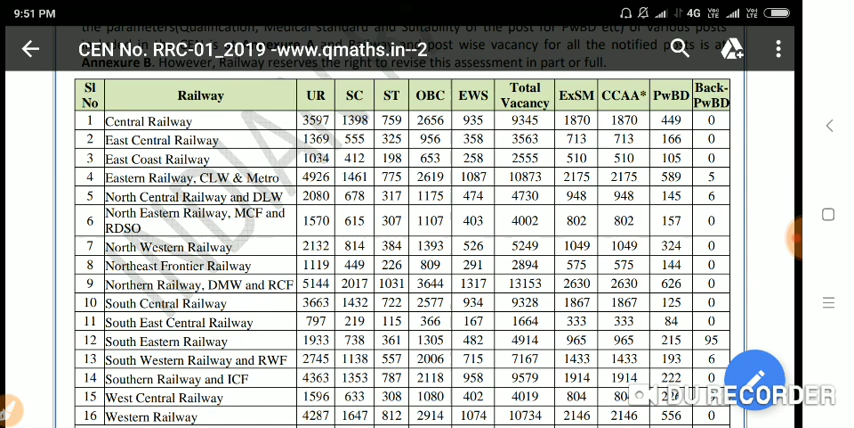 9:51 PM 4G VoLTE VoLTE
the parameters(Qualification, medical standard and Suitability of the post for PwBD etc) of various posts
CEN No. RRC-01_2019 -www.qmaths.in-2
Annexure B. However, Railway reserves the right to revise this assessment in part or full.
Sl No Railway UR SC ST OBC EWS Total Vacancy ExSM CCAA* PwBD Back-PwBD
1 Central Railway 3597 1398 759 2656 935 9345 1870 1870 449 0
2 East Central Railway 1369 555 325 956 358 3563 713 713 166 0
3 East Coast Railway 1034 412 198 653 258 2555 510 510 105 0
4 Eastern Railway, CLW & Metro 4926 1461 775 2619 1087 10873 2175 2175 589 5
5 North Central Railway and DLW 2080 678 317 1175 474 4730 948 948 145 6
6 North Eastern Railway, MCF and RDSO 1570 615 307 1107 403 4002 802 802 157 0
7 North Western Railway 2132 814 384 1393 526 5249 1049 1049 324 0
8 Northeast Frontier Railway 1119 449 226 809 291 2894 575 575 144 0
9 Northern Railway, DMW and RCF 5144 2017 1031 3644 1317 13153 2630 2630 626 0
10 South Central Railway 3663 1432 722 2577 934 9328 1867 1867 125 0
11 South East Central Railway 797 219 115 366 167 1664 333 333 84 0
12 South Eastern Railway 1933 738 361 1305 482 4914 965 965 215 95
13 South Western Railway and RWF 2745 1138 557 2006 715 7167 1433 1433 193 6
14 Southern Railway and ICF 4363 1353 787 2118 958 9579 1914 1914 222
15 West Central Railway 1596 633 308 1080 402 4019 804
DU RECORDER
16 Western Railway 4287 1647 812 2914 1074 10734 2146 2146 556 0